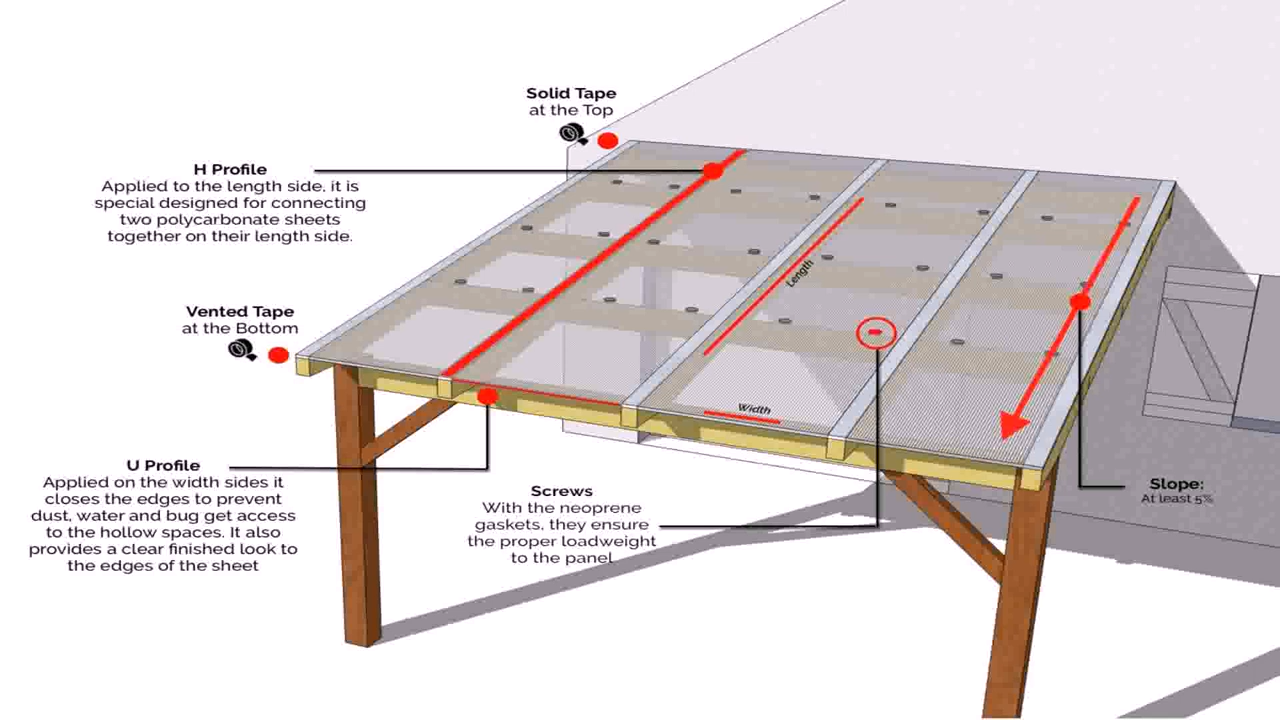 Solid Tape
at the Top
H Profile
Applied to the length side, it is
special designed for connecting
two polycarbonate sheets
together on their length side.
Length
Vented Tape
at the Bottom
Width
U Profile
Applied on the width sides it
closes the edges to prevent
dust, water and bug get access
to the hollow spaces. It also
provides a clear finished look to
the edges of the sheet
Screws
With the neoprene
gaskets, they ensure
the proper loadweight
to the panel.
Slope:
At least 5%